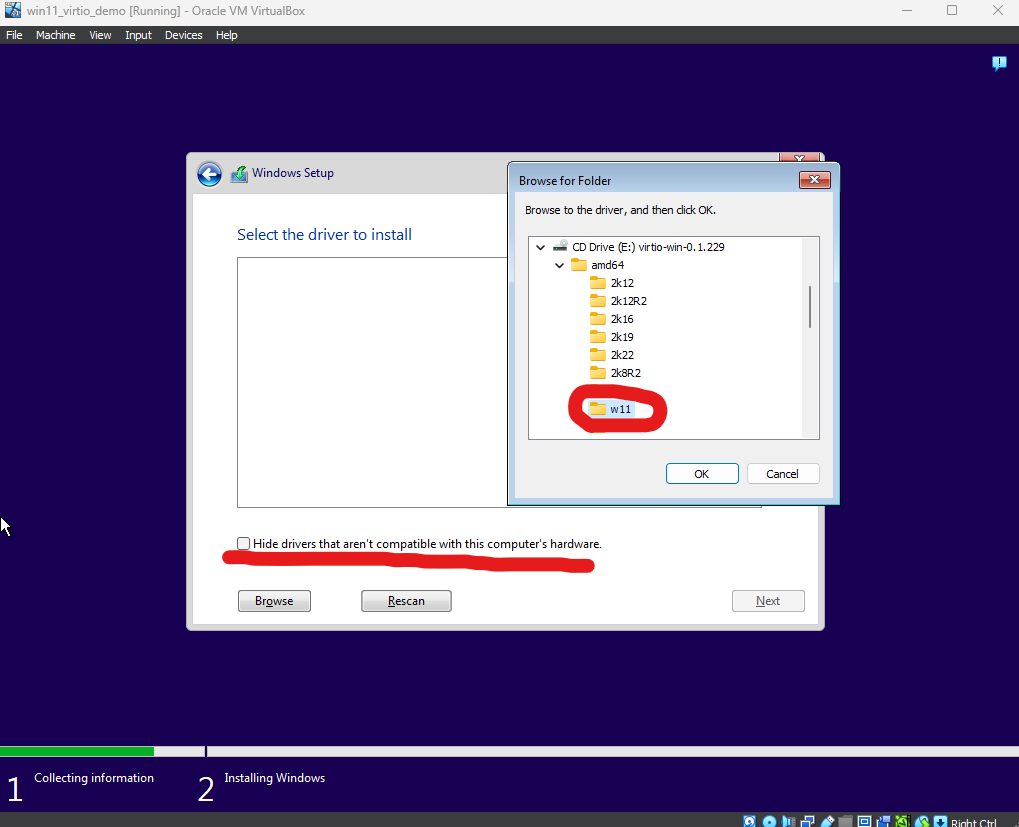 win11_virtio_demo [Running] - Oracle VM VirtualBox
File Machine View Input Devices Help
Windows Setup
Select the driver to install
Browse for Folder
Browse to the driver, and then click OK.
CD Drive (E:) virtio-win-0.1.229
amd64
2k12
2k12R2
2k16
2k19
2k22
2k8R2
w11
OK Cancel
Hide drivers that aren't compatible with this computer's hardware.
Browse Rescan Next
1 Collecting information 2 Installing Windows
Right Ctrl